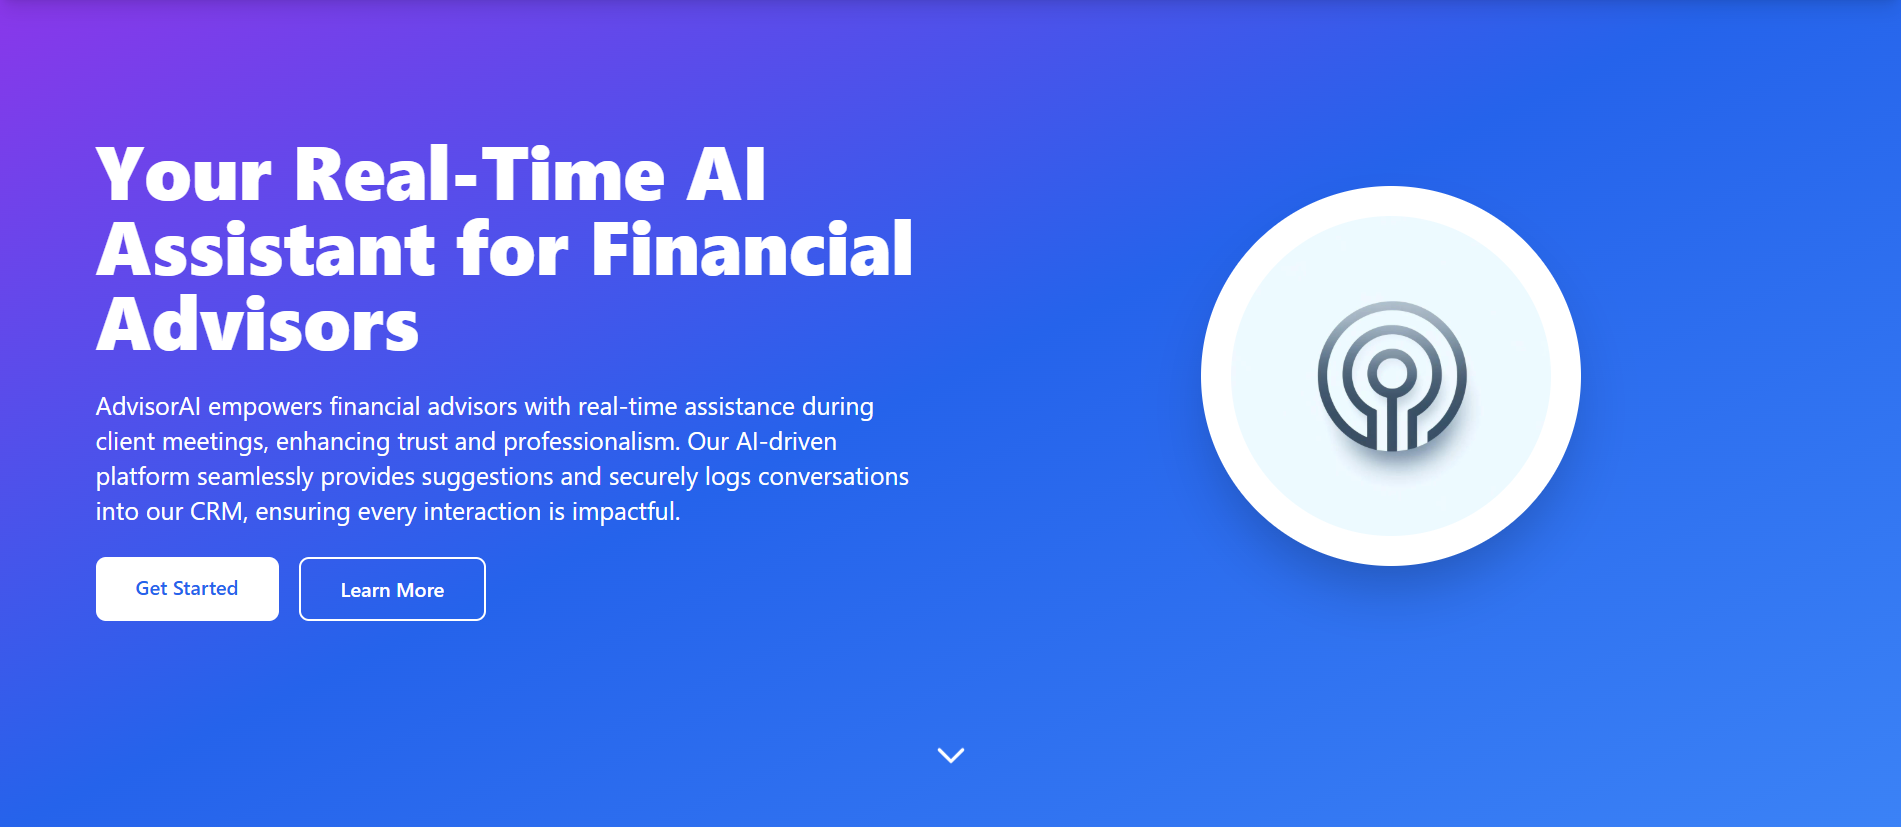 Your Real-Time AI
Assistant for Financial
Advisors
AdvisorAI empowers financial advisors with real-time assistance during
client meetings, enhancing trust and professionalism. Our AI-driven
platform seamlessly provides suggestions and securely logs conversations
into our CRM, ensuring every interaction is impactful.
Get Started
Learn More